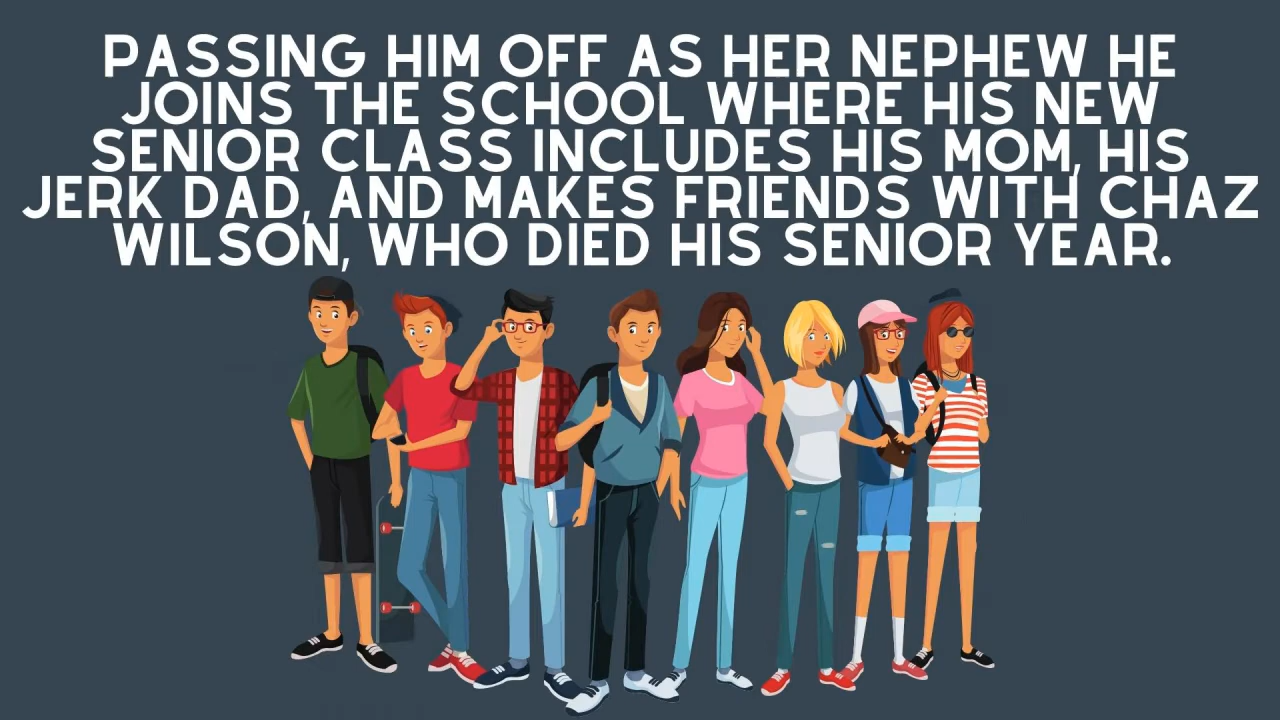 PASSING HIM OFF AS HER NEPHEW HE
JOINS THE SCHOOL WHERE HIS NEW
SENIOR CLASS INCLUDES HIS MOM, HIS
JERK DAD, AND MAKES FRIENDS WITH CHAZ
WILSON, WHO DIED HIS SENIOR YEAR.